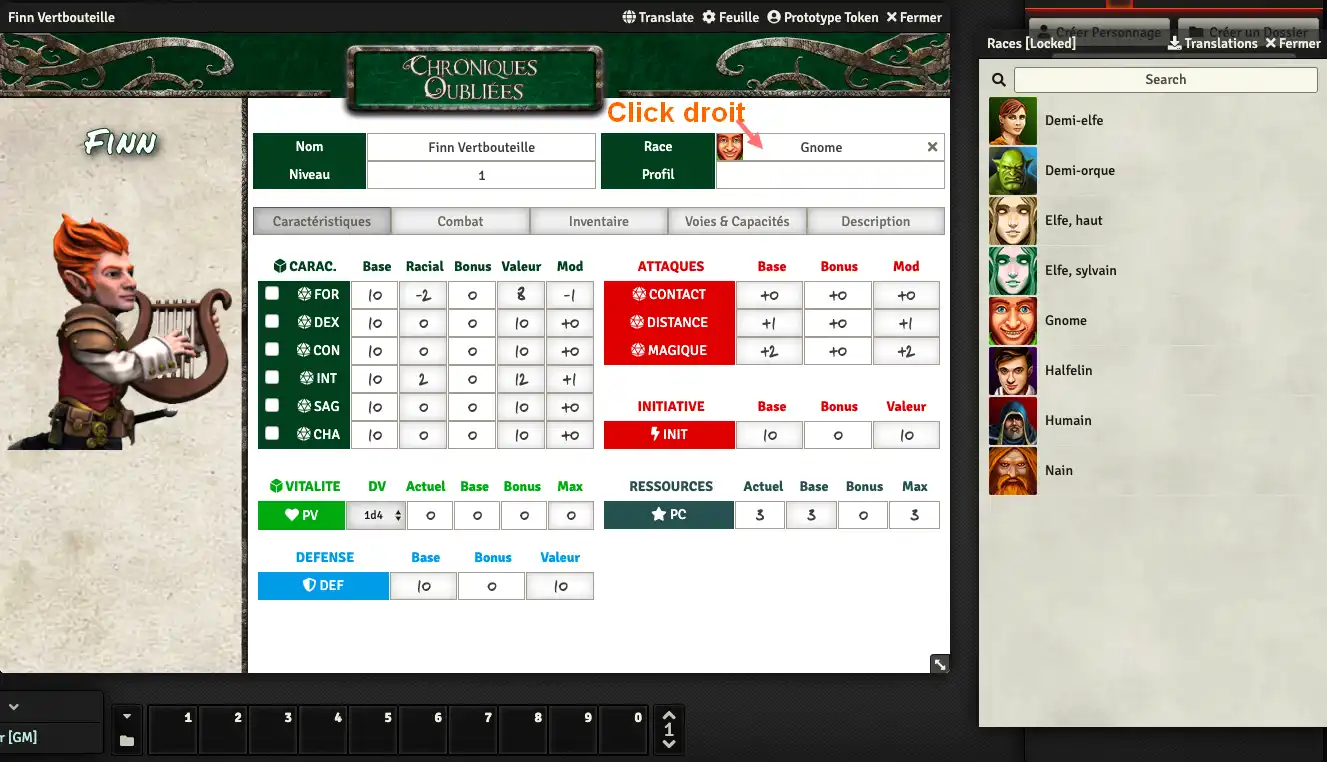 Finn Vertbouteille Translate Feuille Prototype Token Fermer
Créer Personnage Créer un Dossier
Races [Locked] Translations Fermer
CHRONIQUES
OUBLIÉES
Search
FINN
Click droit
Nom Finn Vertbouteille Race Gnome
Niveau 1 Profil
Caractéristiques Combat Inventaire Voies & Capacités Description
CARAC. Base Racial Bonus Valeur Mod
FOR 10 -2 0 8 -1
DEX 10 0 0 10 +0
CON 10 0 0 10 +0
INT 10 2 0 12 +1
SAG 10 0 0 10 +0
CHA 10 0 0 10 +0
ATTAQUES Base Bonus Mod
CONTACT +0 +0 +0
DISTANCE +1 +0 +1
MAGIQUE +2 +0 +2
INITIATIVE Base Bonus Valeur
INIT 10 0 10
VITALITE DV Actuel Base Bonus Max
PV 1d4 0 0 0 0
RESSOURCES Actuel Base Bonus Max
PC 3 3 0 3
DEFENSE Base Bonus Valeur
DEF 10 0 10
Demi-elfe
Demi-orque
Elfe, haut
Elfe, sylvain
Gnome
Halfelin
Humain
Nain
r [GM]
1 2 3 4 5 6 7 8 9 0
1